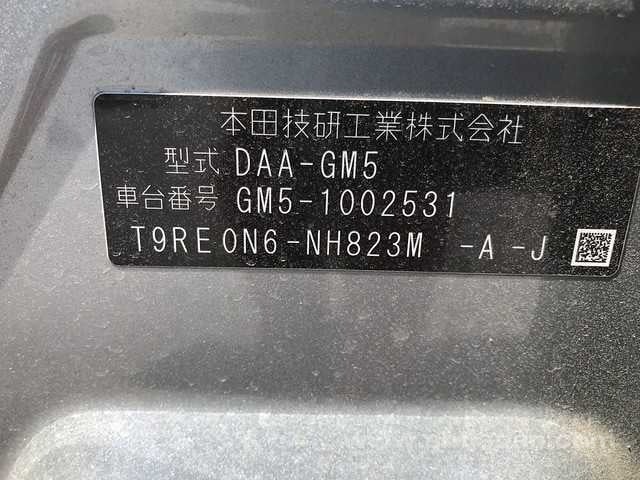 本田技研工業株式会社
型式 DAA-GM5
車台番号 GM5-1002531
T9RE0N6-NH823M -A -J